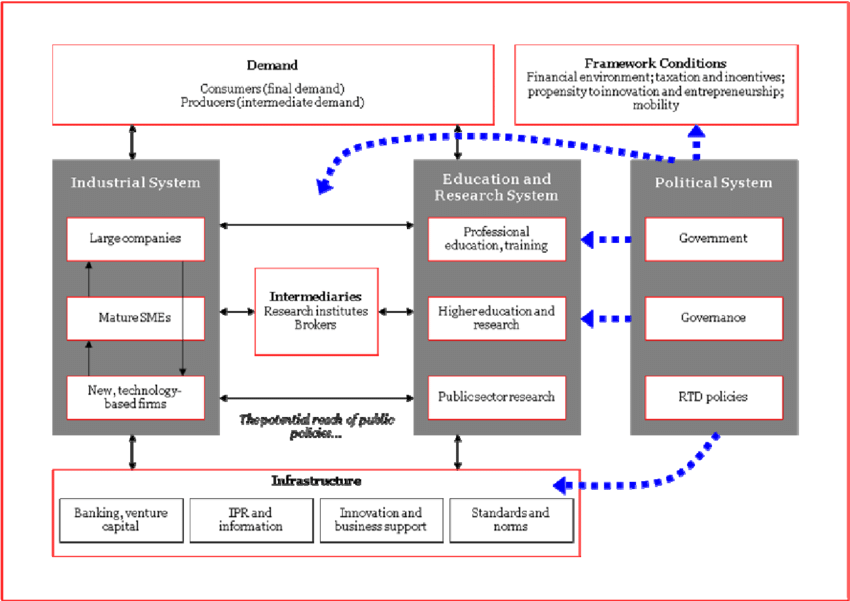 Demand
Consumers (final demand)
Producers (intermediate demand)
Framework Conditions
Financial environment; taxation and incentives;
propensity to innovation and entrepreneurship;
mobility
Industrial System
Large companies
Mature SMEs
New, technology-
based firms
Intermediaries
Research institutes
Brokers
The potential reach of public
policies...
Education and
Research System
Professional
education, training
Higher education and
research
Public sector research
Political System
Government
Governance
RTD policies
Infrastructure
Banking, venture
capital
IPR and
information
Innovation and
business support
Standards and
norms